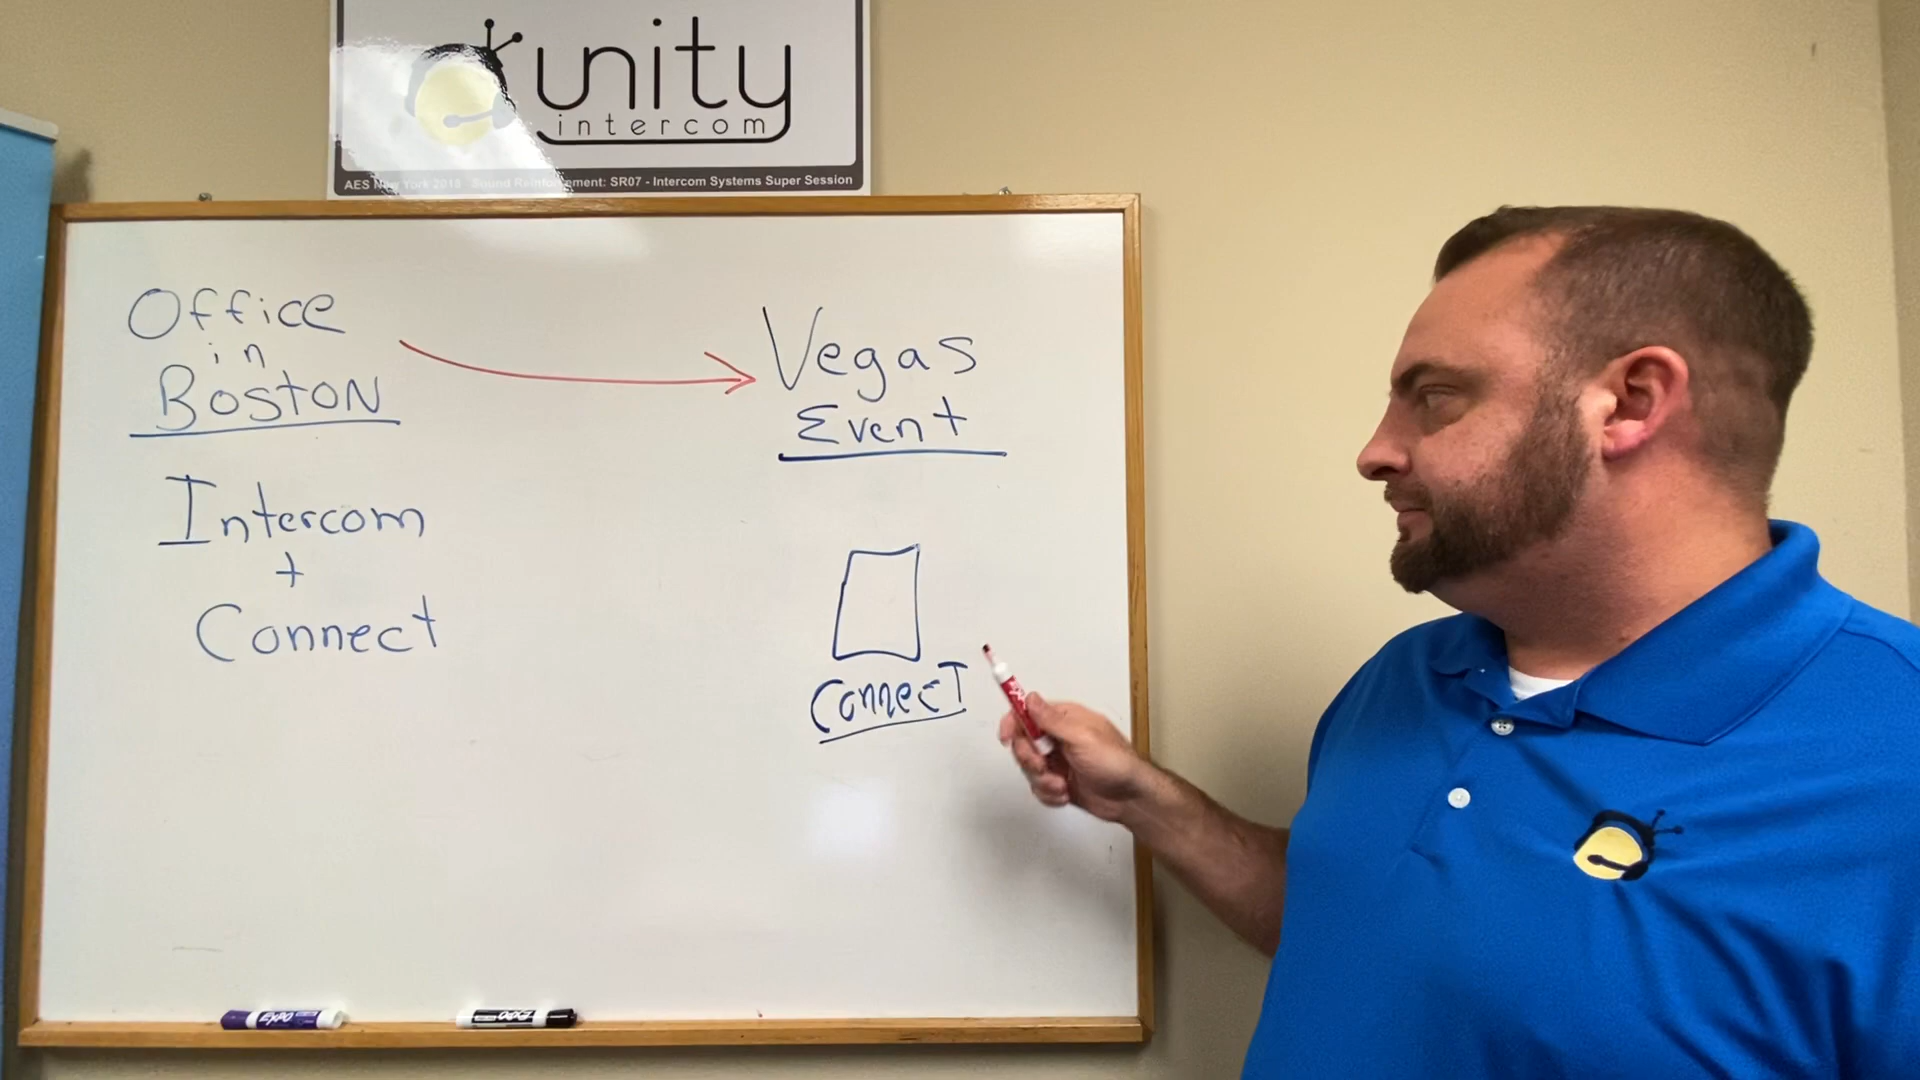 unity
intercom
AES New York 2018 Sound Reinforcement: SR07 - Intercom Systems Super Session
Office
in
Boston
Intercom
+
Connect
Vegas
Event
Connect
EXPO
EXPO